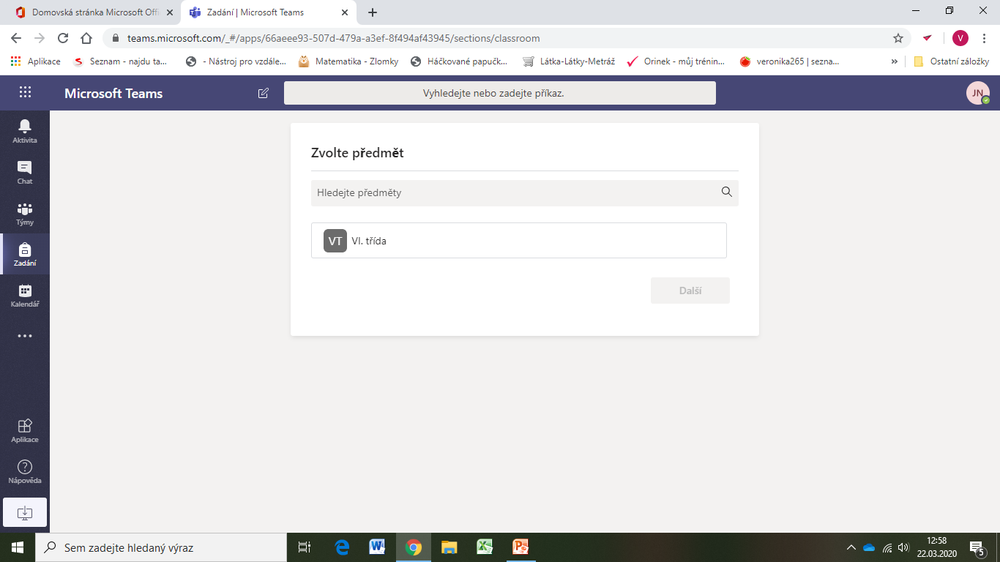 Domovská stránka Microsoft Offi
Zadání | Microsoft Teams
teams.microsoft.com/_#/apps/66aeee93-507d-479a-a3ef-8f494af43945/sections/classroom
V
Aplikace
Seznam - najdu ta...
- Nástroj pro vzdále...
Matematika - Zlomky
Háčkované papučk...
Látka-Látky-Metráž
Orinek - můj trénin...
veronika265 | sezna...
»
Ostatní záložky
Microsoft Teams
Vyhledejte nebo zadejte příkaz.
JN
Aktivita
Chat
Týmy
Zadání
Kalendář
Aplikace
Nápověda
Zvolte předmět
Hledejte předměty
VT VI. třída
Další
Sem zadejte hledaný výraz
12:58
22.03.2020
5